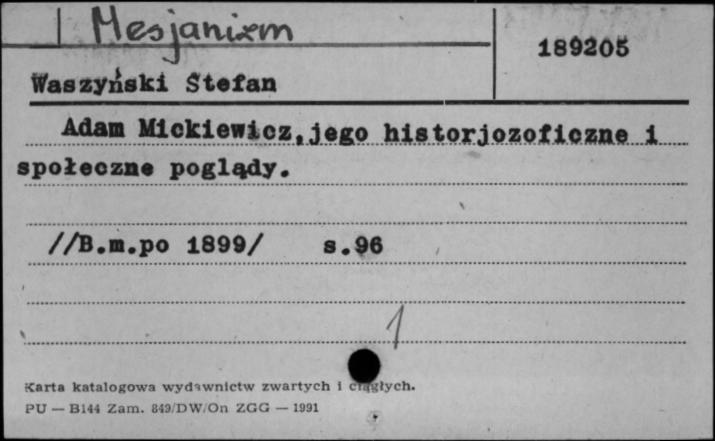 Mesjanizm
189205
Waszyński Stefan
Adam Mickiewicz, jego historjozoficzne i
społeczne poglądy.
//B.m.po 1899/ s.96
1
Karta katalogowa wydawnictw zwartych i ciągłych.
PU — B144 Zam. 849/DW/On ZGG — 1991